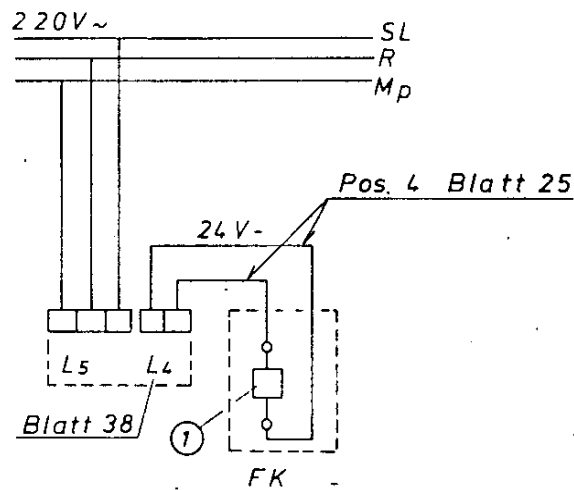 220V~
SL
R
Mp
Pos. 4 Blatt 25
24V-
L5 L4
Blatt 38
1
FK